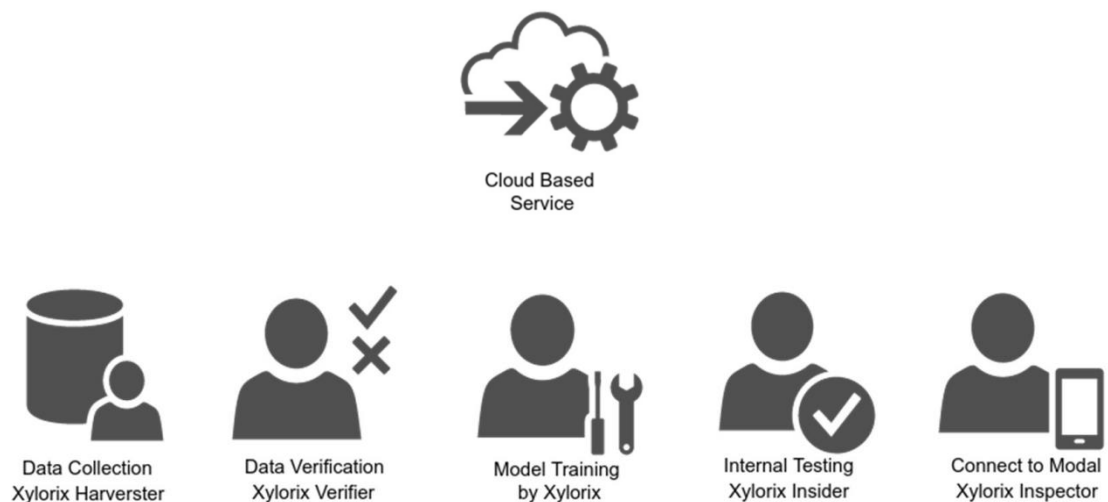 Cloud Based
Service
Data Collection
Xylorix Harverster
Data Verification
Xylorix Verifier
Model Training
by Xylorix
Internal Testing
Xylorix Insider
Connect to Modal
Xylorix Inspector